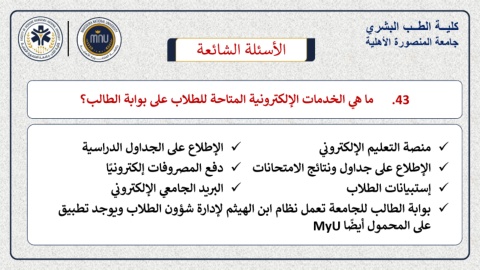 كلية الطب البشري
جامعة المنصورة الأهلية
MNU
الأسئلة الشائعة
43. ما هي الخدمات الإلكترونية المتاحة للطلاب على بوابة الطالب؟
✓ منصة التعليم الإلكتروني ✓ الإطلاع على الجداول الدراسية
✓ الإطلاع على جداول ونتائج الامتحانات ✓ دفع المصروفات إلكترونيًا
✓ إستبيانات الطلاب ✓ البريد الجامعي الإلكتروني
✓ بوابة الطالب للجامعة تعمل نظام ابن الهيثم لإدارة شؤون الطلاب ويوجد تطبيق
على المحمول أيضًا MyU